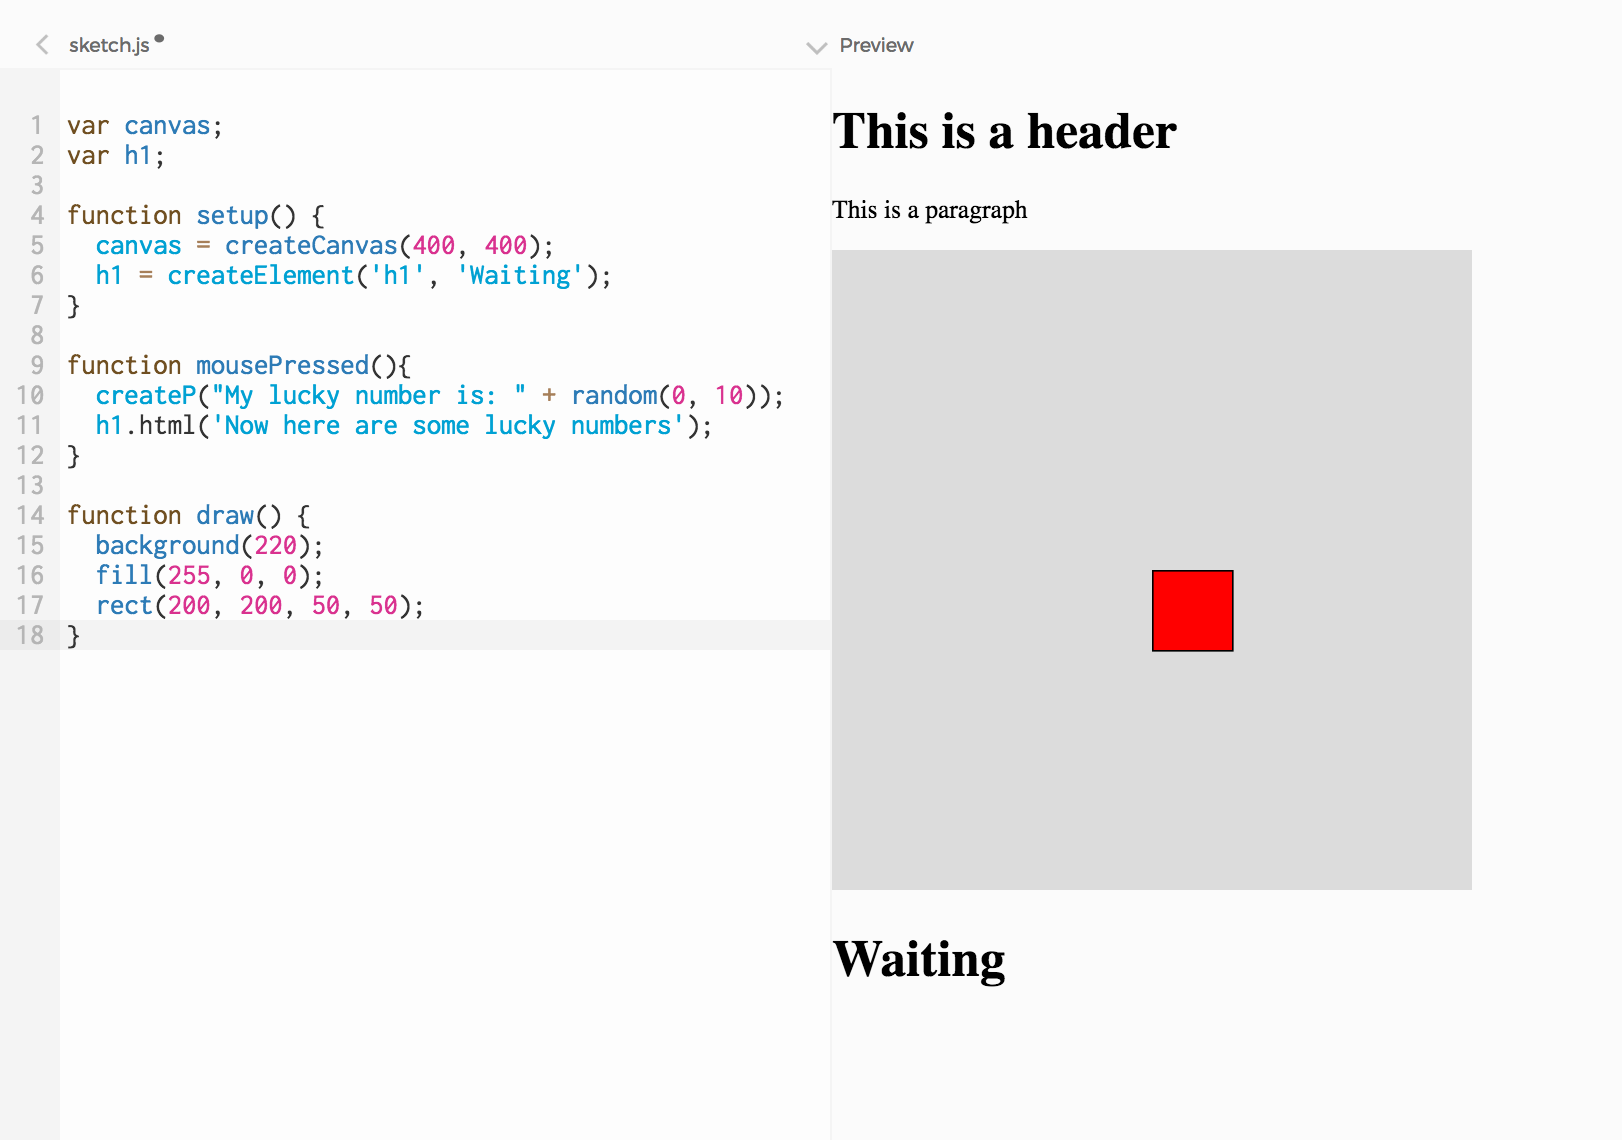 sketch.js
1 var canvas;
2 var h1;
3
4 function setup() {
5   canvas = createCanvas(400, 400);
6   h1 = createElement('h1', 'Waiting');
7 }
8
9 function mousePressed(){
10   createP("My lucky number is: " + random(0, 10));
11   h1.html('Now here are some lucky numbers');
12 }
13
14 function draw() {
15   background(220);
16   fill(255, 0, 0);
17   rect(200, 200, 50, 50);
18 }
Preview
This is a header
This is a paragraph
Waiting